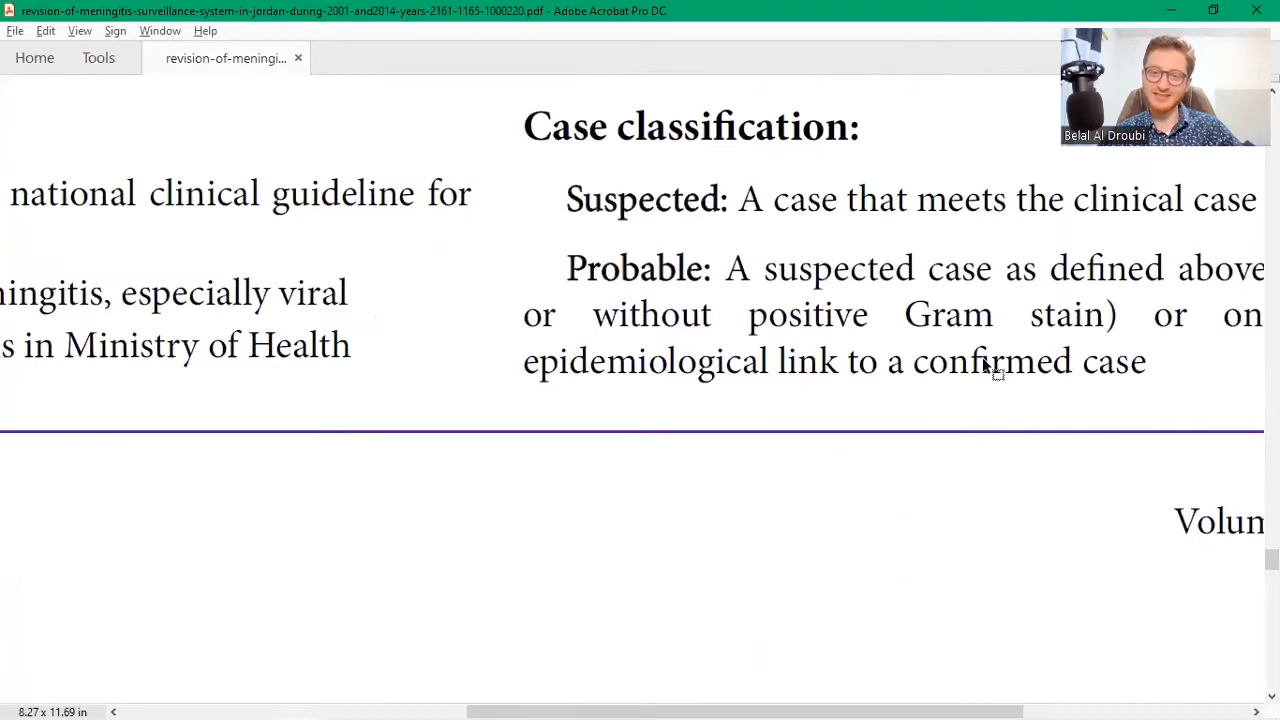 revision-of-meningitis-surveillance-system-in-jordan-during-2001-and2014-years-2161-1165-1000220.pdf - Adobe Acrobat Pro DC
File Edit View Sign Window Help
Home Tools revision-of-meningi... ×
Belal Al Droubi
national clinical guideline for
ningitis, especially viral
s in Ministry of Health
Case classification:
Suspected: A case that meets the clinical case
Probable: A suspected case as defined above
or without positive Gram stain) or on
epidemiological link to a confirmed case
Volum
8.27 x 11.69 in